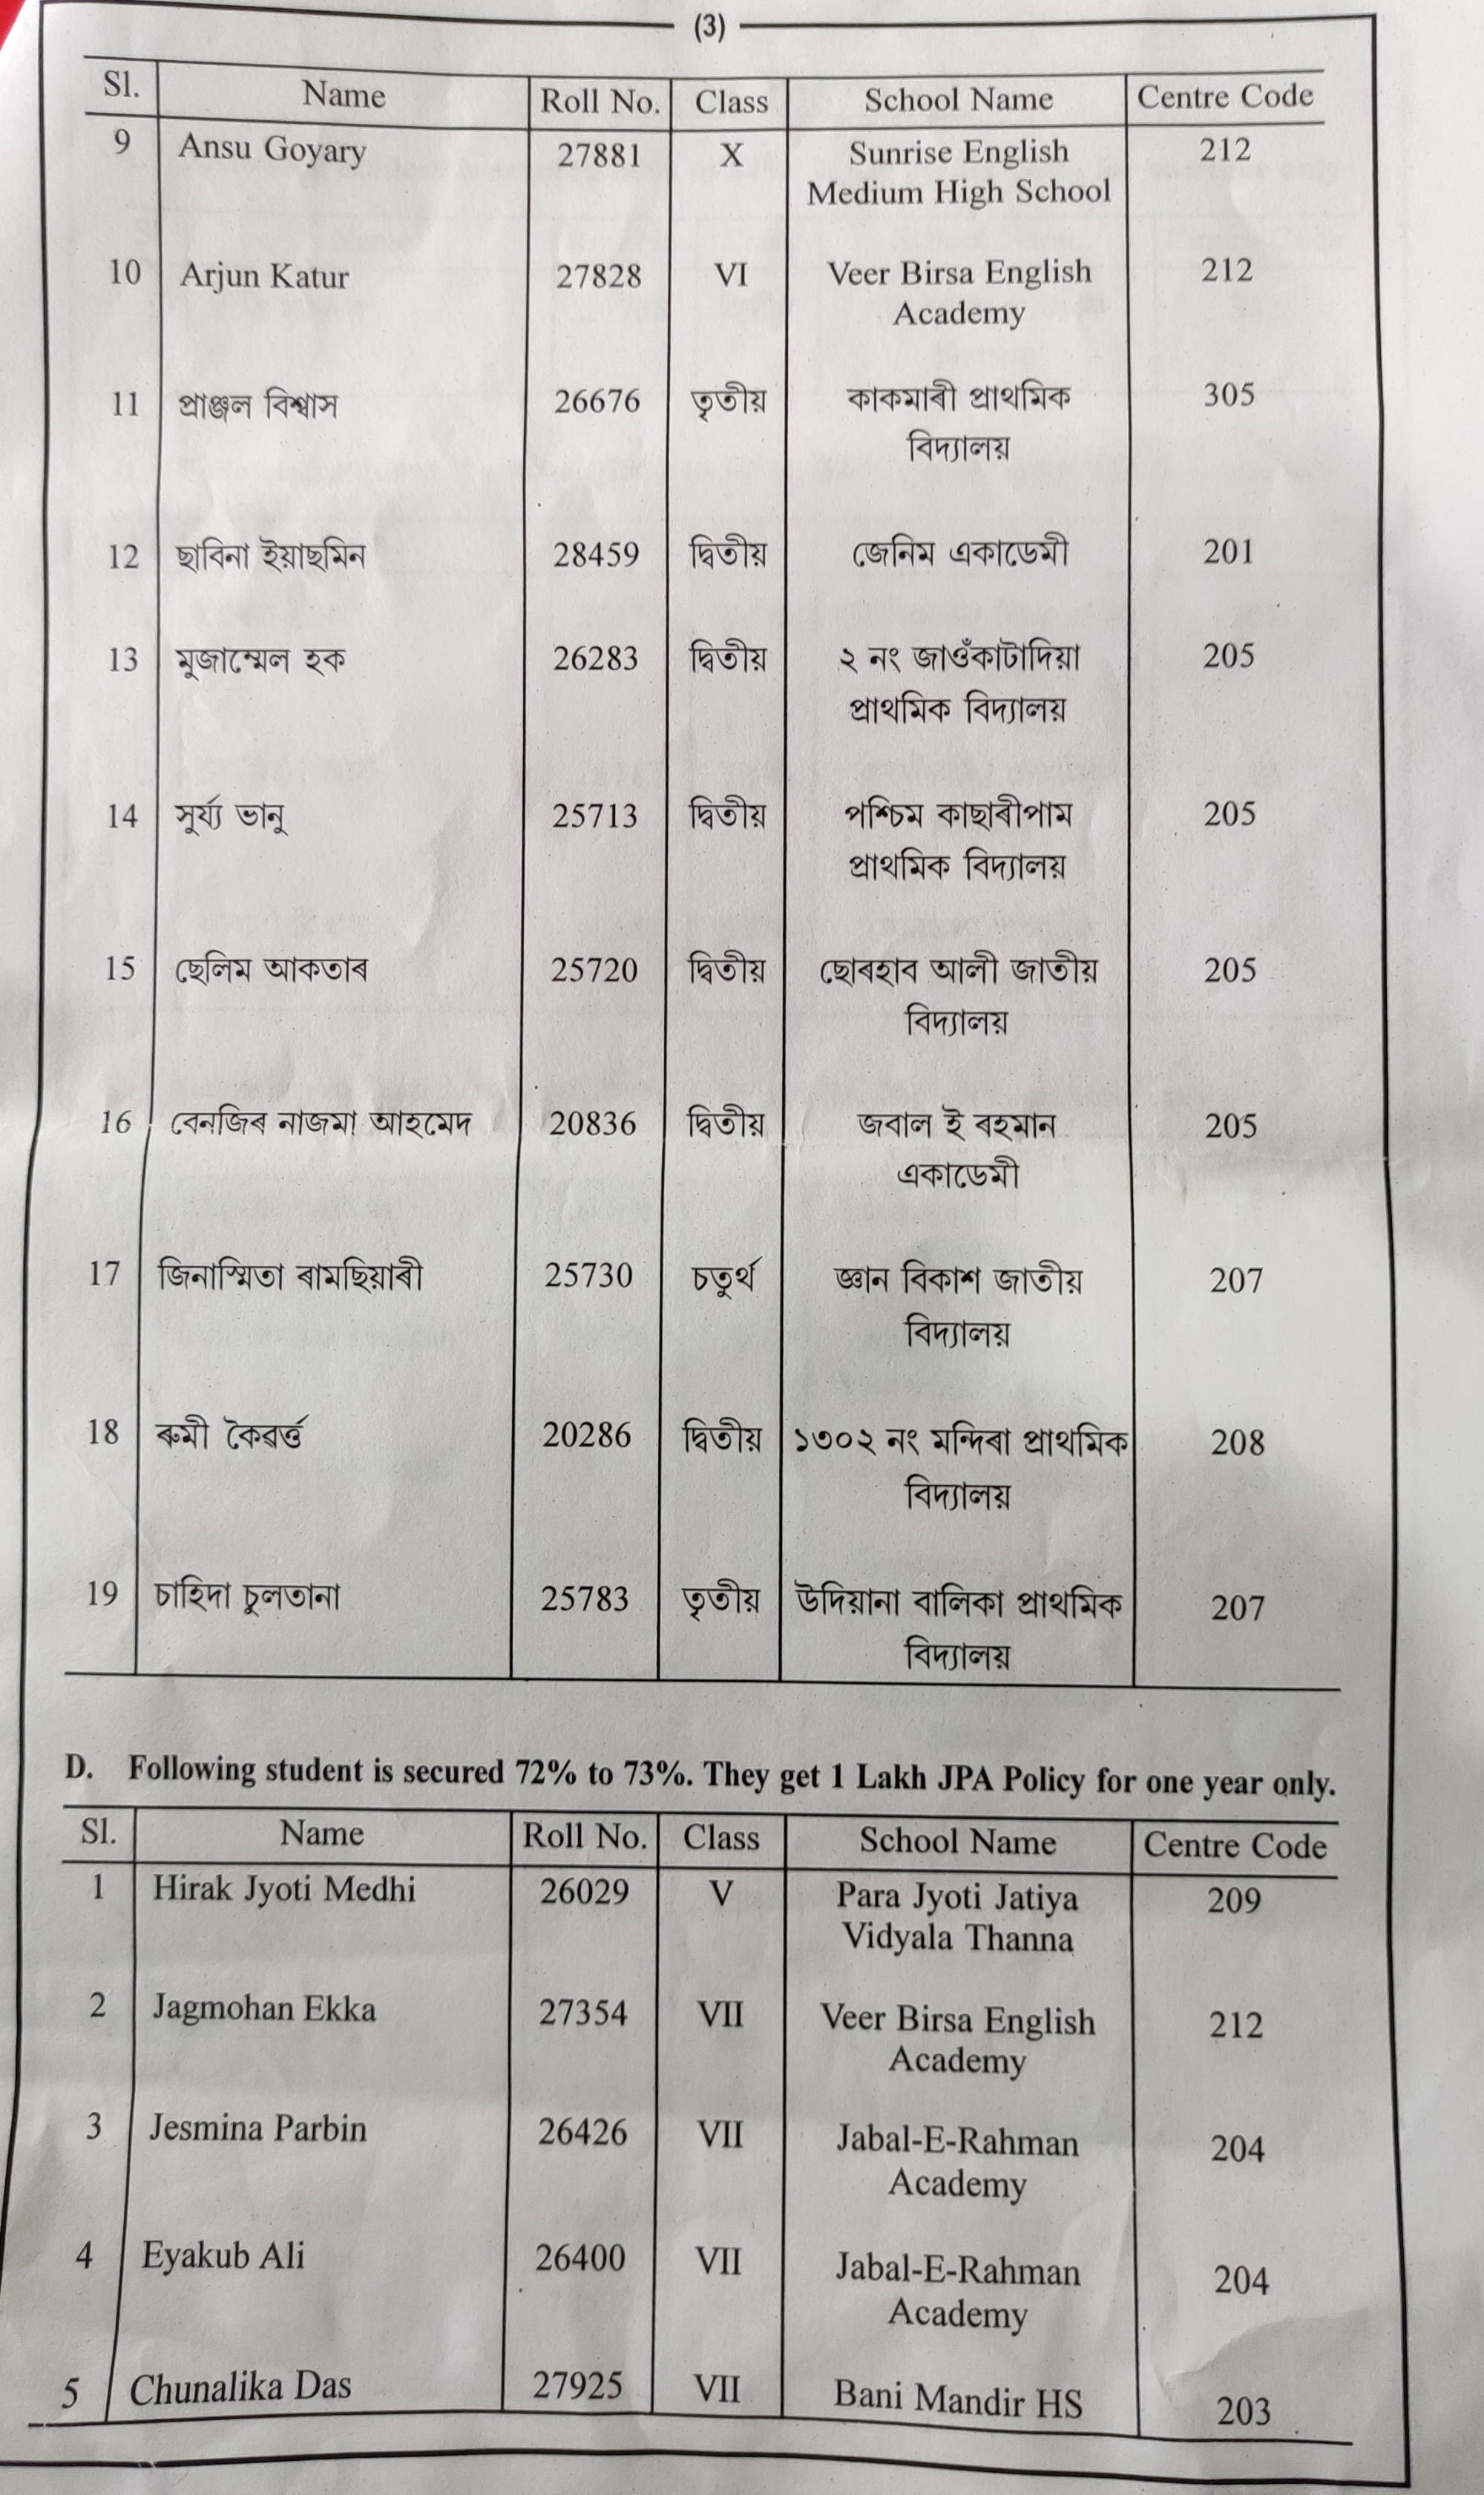 (3)
Sl. Name Roll No. Class School Name Centre Code
9 Ansu Goyary 27881 X Sunrise English 212
Medium High School
10 Arjun Katur 27828 VI Veer Birsa English 212
Academy
11 প্ৰাঞ্জল বিশ্বাস 26676 তৃতীয় কাকমাৰী প্ৰাথমিক 305
বিদ্যালয়
12 ছাবিনা ইয়াছমিন 28459 দ্বিতীয় জেনিম একাডেমী 201
13 মুজাম্মেল হক 26283 দ্বিতীয় ২ নং জাওঁকাটাদিয়া 205
প্ৰাথমিক বিদ্যালয়
14 সুৰ্য্য ভানু 25713 দ্বিতীয় পশ্চিম কাছাৰীপাম 205
প্ৰাথমিক বিদ্যালয়
15 ছেলিম আকতাৰ 25720 দ্বিতীয় ছোৰহাব আলী জাতীয় 205
বিদ্যালয়
16 বেনজিৰ নাজমা আহমেদ 20836 দ্বিতীয় জবাল ই ৰহমান 205
একাডেমী
17 জিনাস্মিতা ৰামছিয়াৰী 25730 চতুৰ্থ জ্ঞান বিকাশ জাতীয় 207
বিদ্যালয়
18 ৰুমী কৈৱৰ্ত্ত 20286 দ্বিতীয় ১৩০২ নং মন্দিৰা প্ৰাথমিক 208
বিদ্যালয়
19 চাহিদা চুলতানা 25783 তৃতীয় উদিয়ানা বালিকা প্ৰাথমিক 207
বিদ্যালয়
D. Following student is secured 72% to 73%. They get 1 Lakh JPA Policy for one year only.
Sl. Name Roll No. Class School Name Centre Code
1 Hirak Jyoti Medhi 26029 V Para Jyoti Jatiya 209
Vidyala Thanna
2 Jagmohan Ekka 27354 VII Veer Birsa English 212
Academy
3 Jesmina Parbin 26426 VII Jabal-E-Rahman 204
Academy
4 Eyakub Ali 26400 VII Jabal-E-Rahman 204
Academy
5 Chunalika Das 27925 VII Bani Mandir HS 203